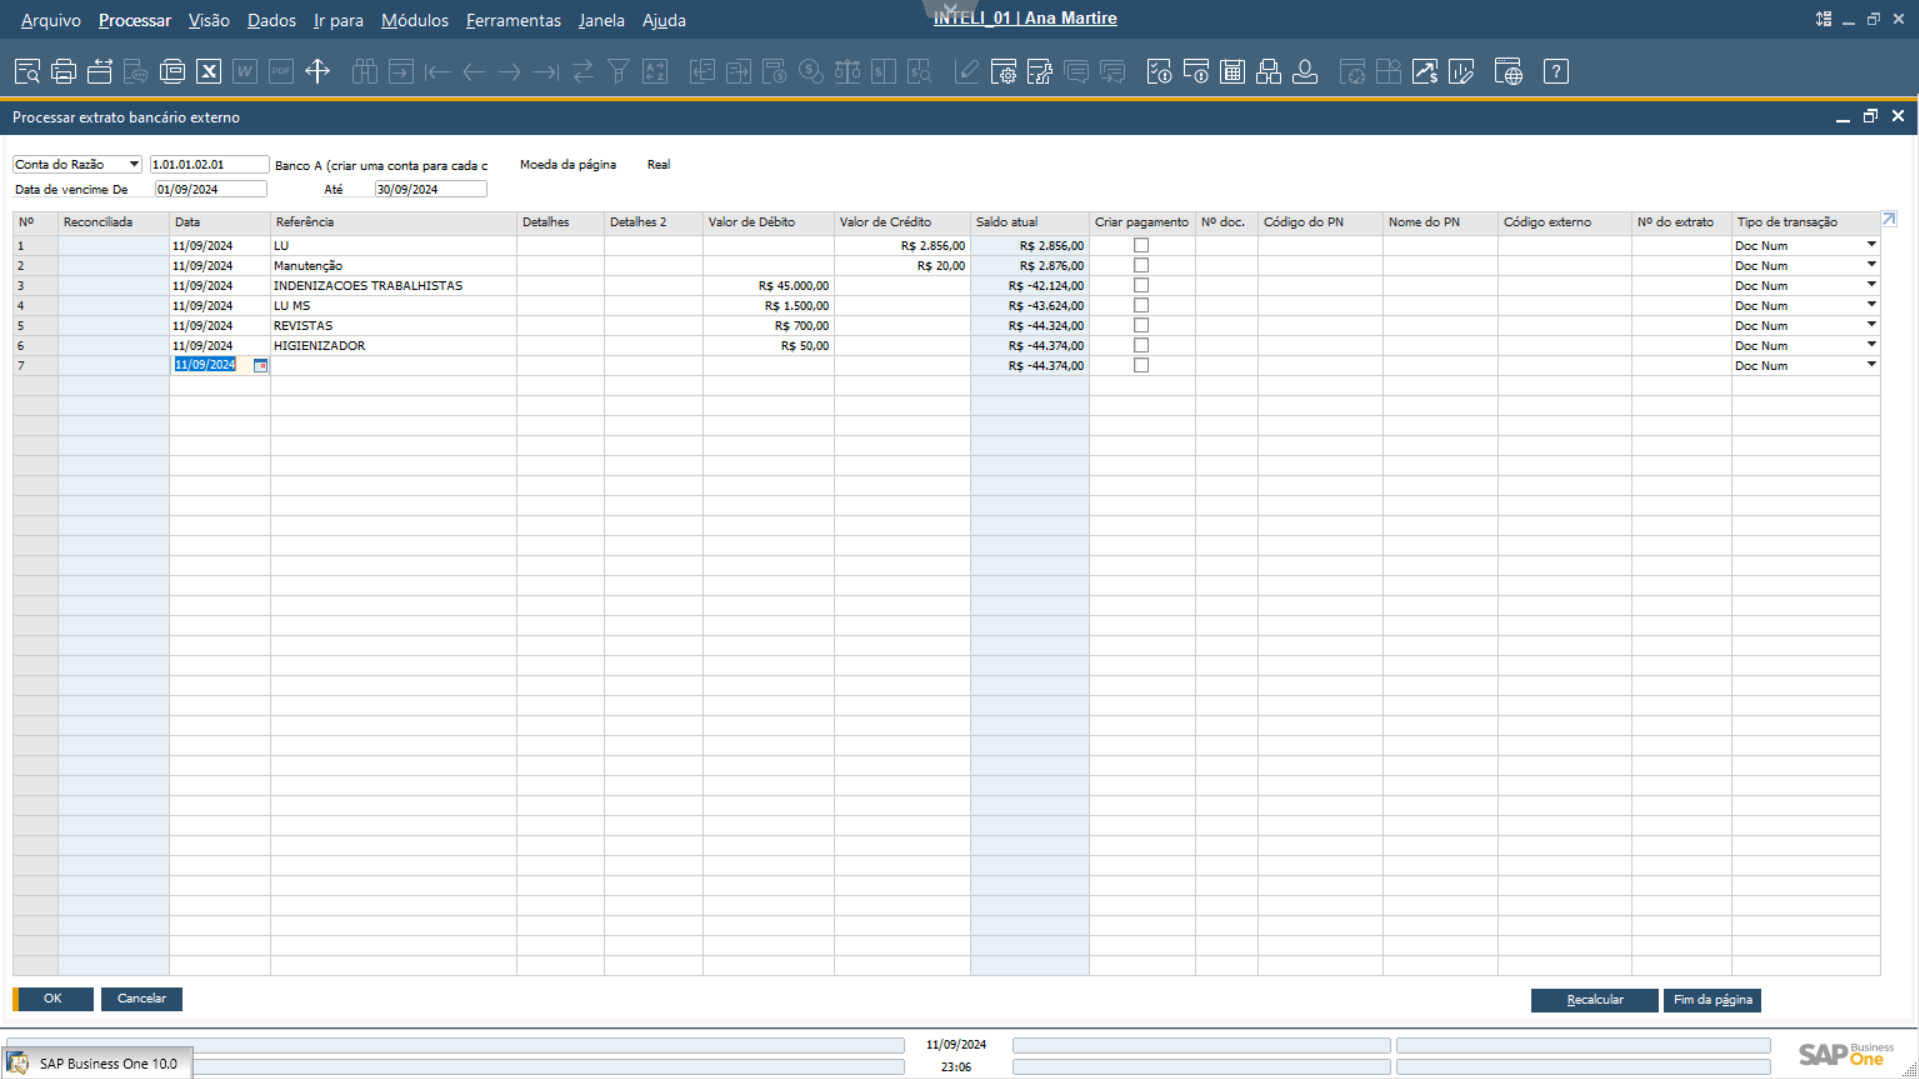 Arquivo Processar Visão Dados Ir para Módulos Ferramentas Janela Ajuda INTELI_01 | Ana Martire
Processar extrato bancário externo
Conta do Razão 1.01.01.02.01 Banco A (criar uma conta para cada c Moeda da página Real
Data de vencime De 01/09/2024 Até 30/09/2024
Nº Reconciliada Data Referência Detalhes Detalhes 2 Valor de Débito Valor de Crédito Saldo atual Criar pagamento Nº doc. Código do PN Nome do PN Código externo Nº do extrato Tipo de transação
1 11/09/2024 LU R$ 2.856,00 R$ 2.856,00 Doc Num
2 11/09/2024 Manutenção R$ 20,00 R$ 2.876,00 Doc Num
3 11/09/2024 INDENIZACOES TRABALHISTAS R$ 45.000,00 R$ -42.124,00 Doc Num
4 11/09/2024 LU MS R$ 1.500,00 R$ -43.624,00 Doc Num
5 11/09/2024 REVISTAS R$ 700,00 R$ -44.324,00 Doc Num
6 11/09/2024 HIGIENIZADOR R$ 50,00 R$ -44.374,00 Doc Num
7 11/09/2024 R$ -44.374,00 Doc Num
OK Cancelar Recalcular Fim da página
11/09/2024
SAP Business One 10.0 23:06
SAP Business One